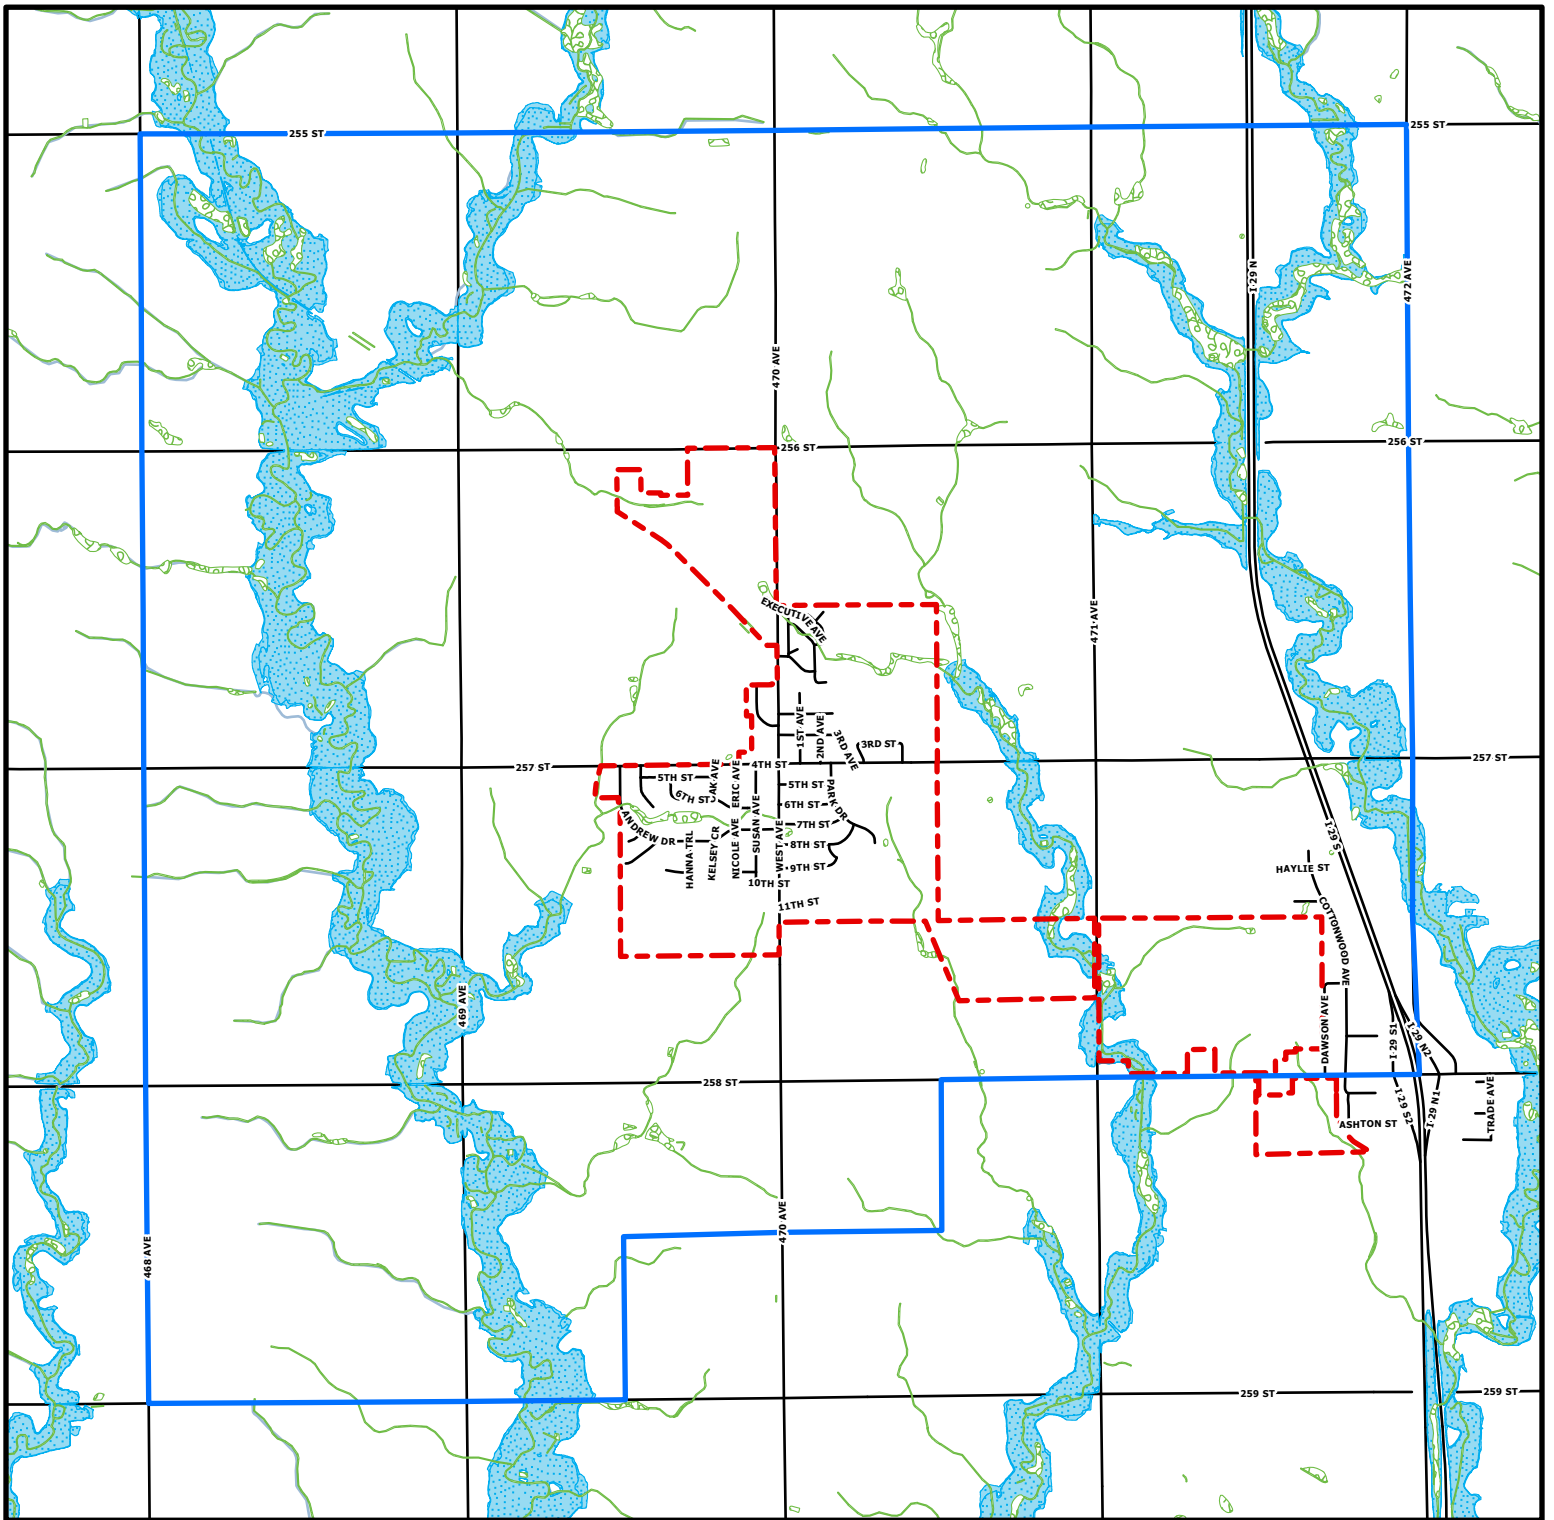 255 ST
255 ST
I-29 N
472 AVE
470 AVE
256 ST
256 ST
EXECUTIVE AVE
471 AVE
1ST AVE
2ND AVE
3RD AVE
3RD ST
257 ST
4TH ST
257 ST
5TH ST
OAK AVE
ERIC AVE
5TH ST
6TH ST
PARK DR
6TH ST
ANDREW DR
SUSAN AVE
7TH ST
I-29 S
HANNA TRL
KELSEY CR
NICOLE AVE
WEST AVE
8TH ST
9TH ST
HAYLIE ST
10TH ST
11TH ST
COTTONWOOD AVE
469 AVE
DAWSON AVE
I-29 S1
I-29 N2
258 ST
I-29 S2
I-29 N1
TRADE AVE
ASHTON ST
470 AVE
468 AVE
259 ST
259 ST